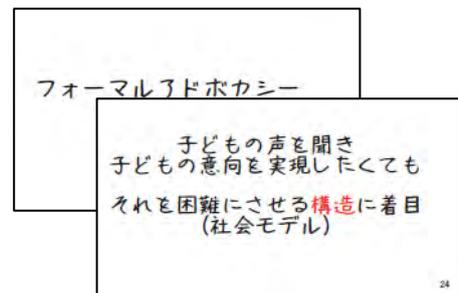 フォーマルアドボカシー
子どもの声を聞き
子どもの意向を実現したくても
それを困難にさせる構造に着目
(社会モデル)
24